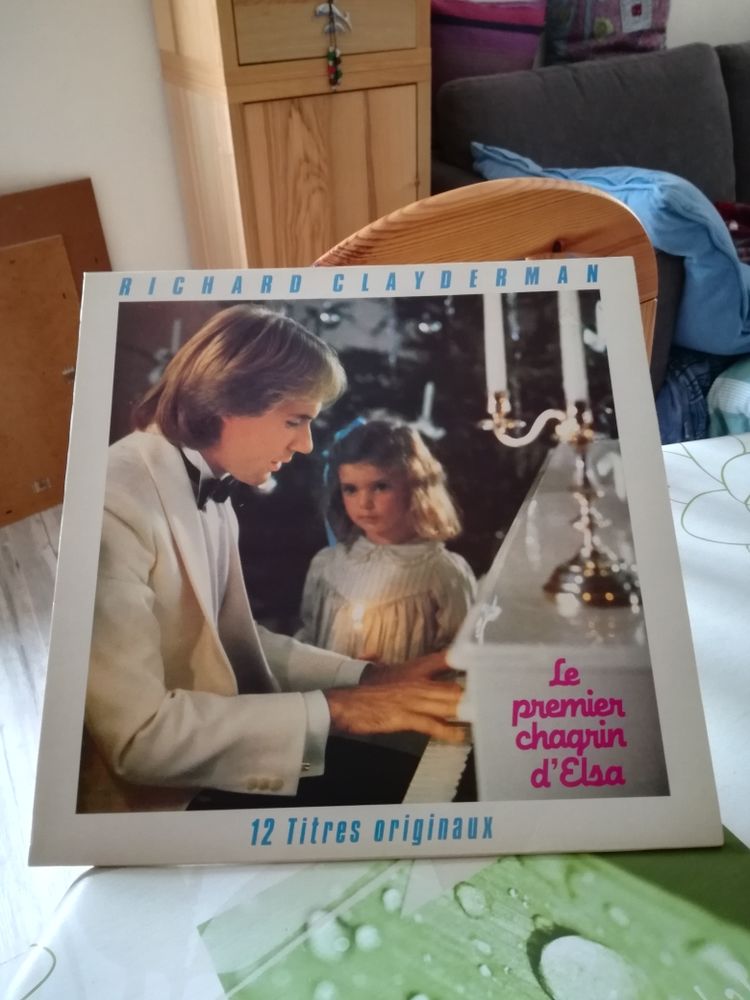 RICHARD CLAYDERMAN
Le
premier
chagrin
d'Elsa
12 Titres originaux